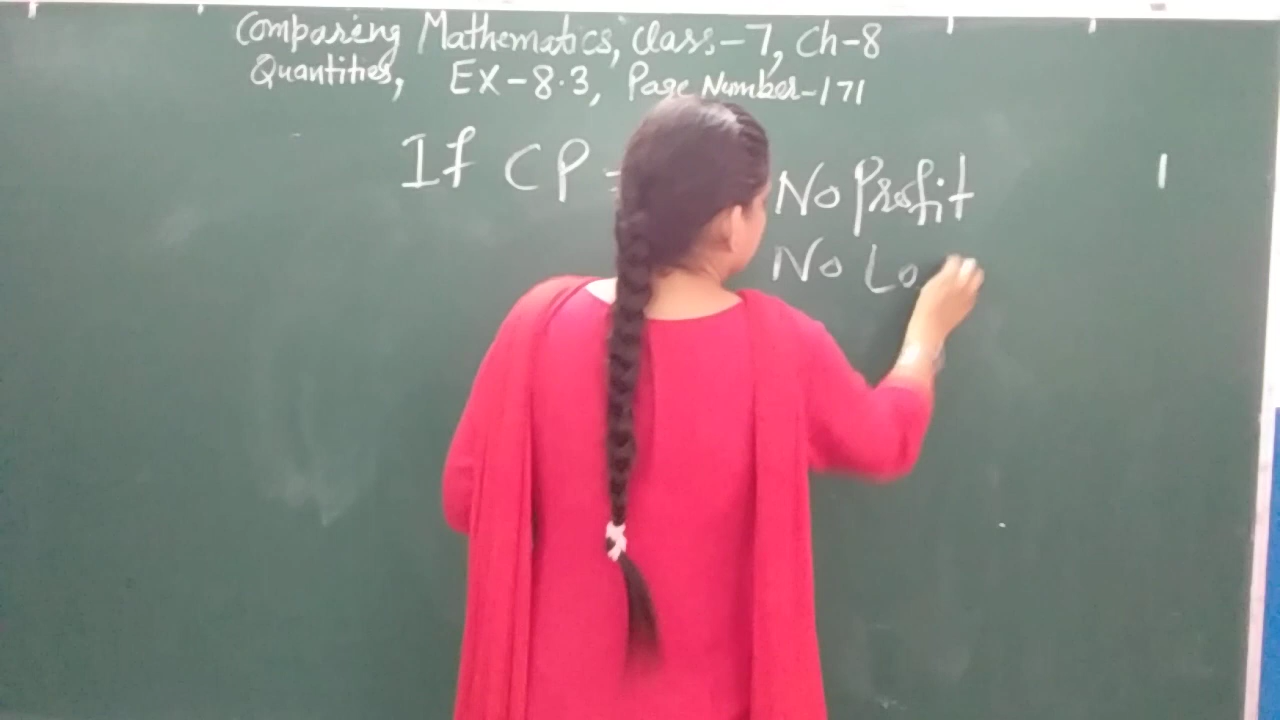 Comparing Mathematics, Class-7, Ch-8
Quantities, EX-8.3, Page Number-171
If CP = No Profit
No Lo